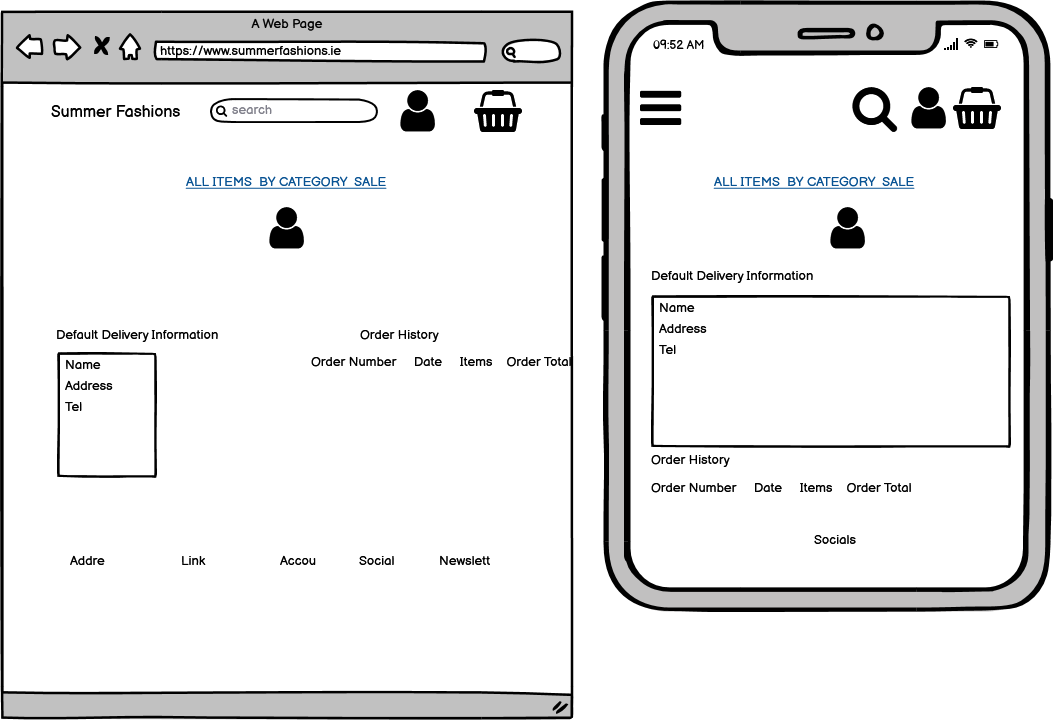 A Web Page
https://www.summerfashions.ie
Summer Fashions
search
ALL ITEMS BY CATEGORY SALE
Default Delivery Information
Order History
Name
Address
Tel
Order Number Date Items Order Total
Addre Link Accou Social Newslett
09:52 AM
ALL ITEMS BY CATEGORY SALE
Default Delivery Information
Name
Address
Tel
Order History
Order Number Date Items Order Total
Socials